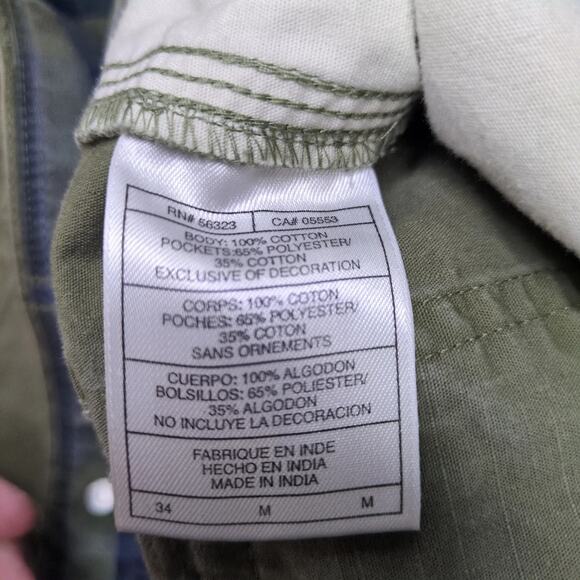 RN# 56323 CA# 05553
BODY: 100% COTTON
POCKETS:65% POLYESTER/
35% COTTON
EXCLUSIVE OF DECORATION
CORPS: 100% COTON
POCHES: 65% POLYESTER/
35% COTON
SANS ORNEMENTS
CUERPO: 100% ALGODON
BOLSILLOS: 65% POLIESTER/
35% ALGODON
NO INCLUYE LA DECORACION
FABRIQUE EN INDE
HECHO EN INDIA
MADE IN INDIA
34 M M